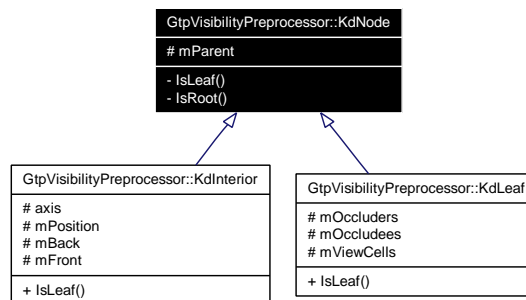 GtpVisibilityPreprocessor::KdNode
# mParent
- IsLeaf()
- IsRoot()
GtpVisibilityPreprocessor::KdInterior
# axis
# mPosition
# mBack
# mFront
+ IsLeaf()
GtpVisibilityPreprocessor::KdLeaf
# mOccluders
# mOccludees
# mViewCells
+ IsLeaf()